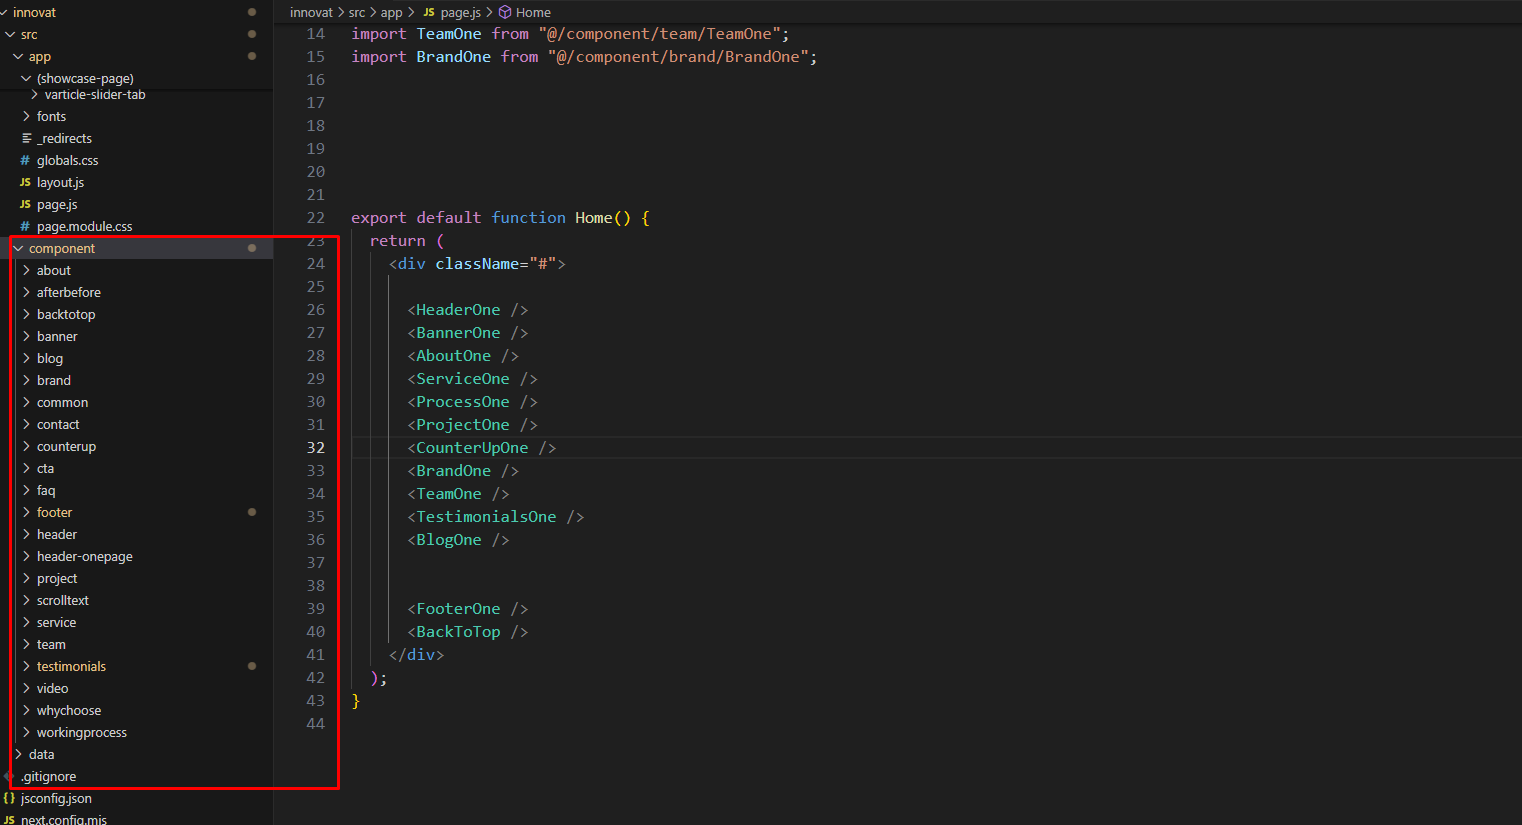 innovat
src
app
(showcase-page)
varticle-slider-tab
fonts
_redirects
# globals.css
JS layout.js
JS page.js
# page.module.css
component
about
afterbefore
backtotop
banner
blog
brand
common
contact
counterup
cta
faq
footer
header
header-onepage
project
scrolltext
service
team
testimonials
video
whychoose
workingprocess
data
.gitignore
{} jsconfig.json
JS next.config.mjs
innovat > src > app > JS page.js > Home
14 import TeamOne from "@/component/team/TeamOne";
15 import BrandOne from "@/component/brand/BrandOne";
16
17
18
19
20
21
22 export default function Home() {
23 return (
24 <div className="#">
25
26 <HeaderOne />
27 <BannerOne />
28 <AboutOne />
29 <ServiceOne />
30 <ProcessOne />
31 <ProjectOne />
32 <CounterUpOne />
33 <BrandOne />
34 <TeamOne />
35 <TestimonialsOne />
36 <BlogOne />
37
38
39 <FooterOne />
40 <BackToTop />
41 </div>
42 );
43 }
44